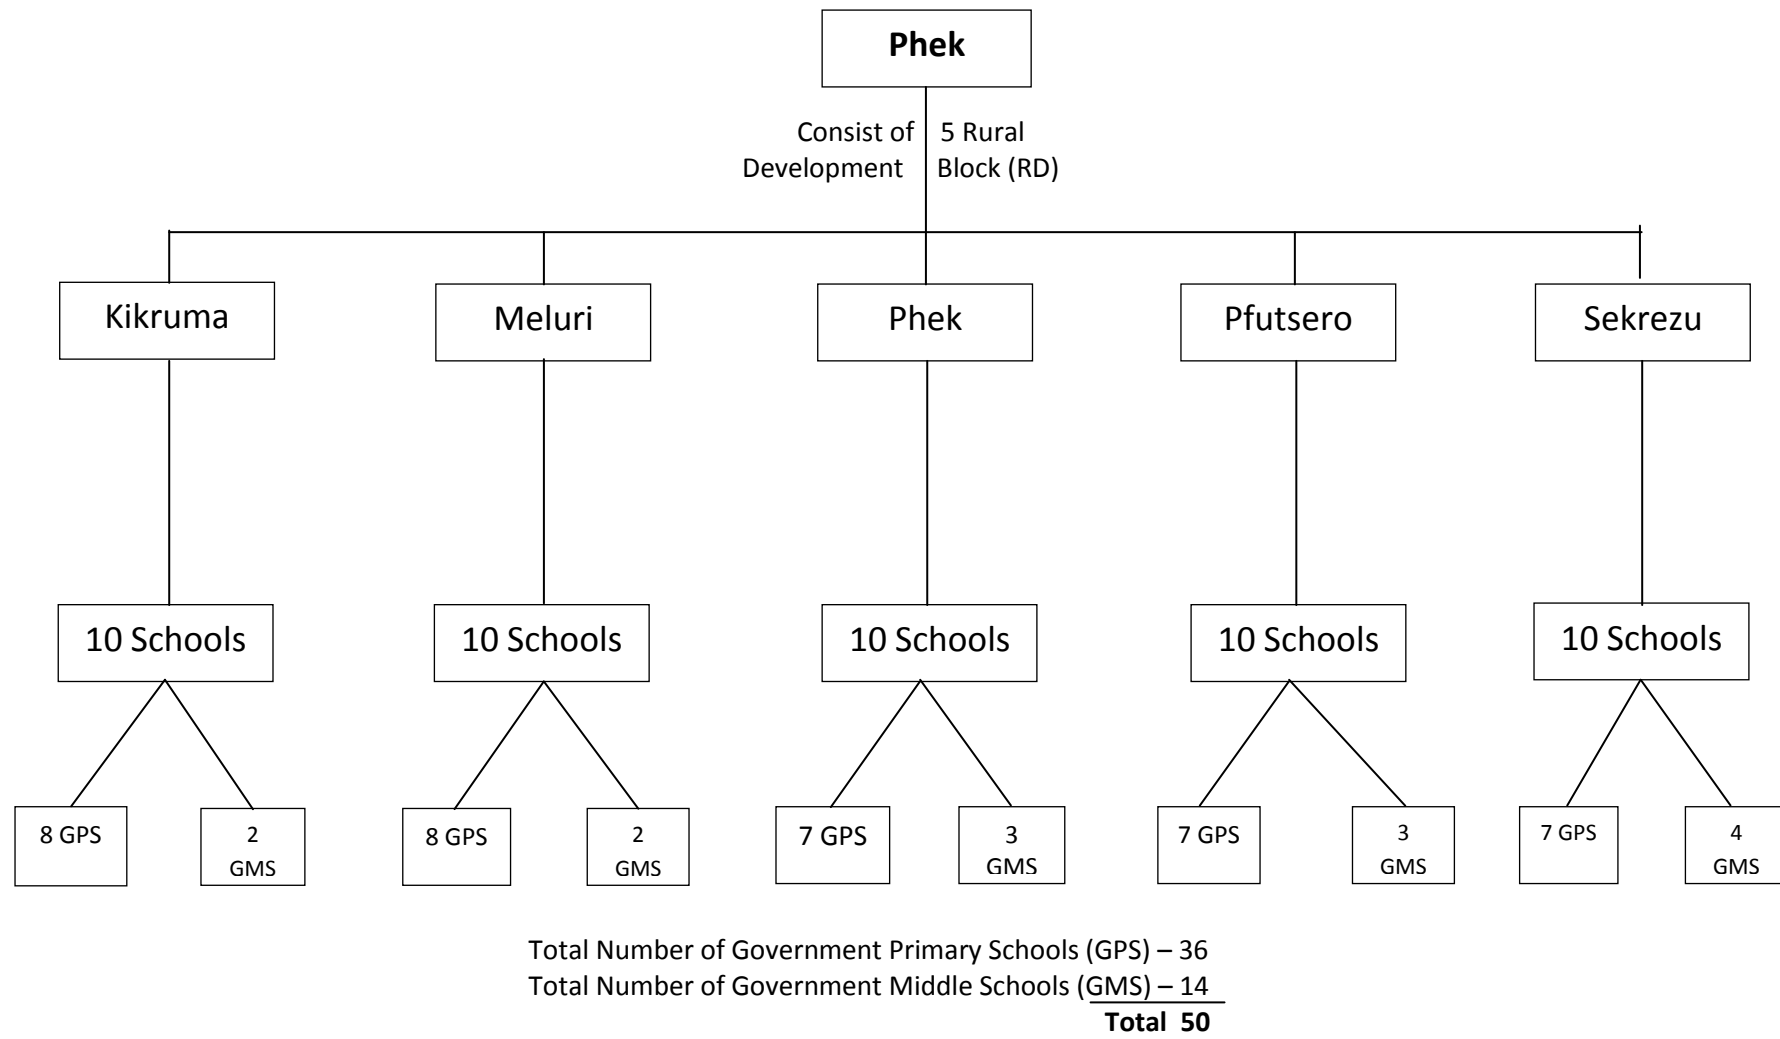 Phek
Consist of 5 Rural
Development Block (RD)
Kikruma
Meluri
Phek
Pfutsero
Sekrezu
10 Schools
10 Schools
10 Schools
10 Schools
10 Schools
8 GPS
2
GMS
8 GPS
2
GMS
7 GPS
3
GMS
7 GPS
3
GMS
7 GPS
4
GMS
Total Number of Government Primary Schools (GPS) – 36
Total Number of Government Middle Schools (GMS) – 14
Total 50